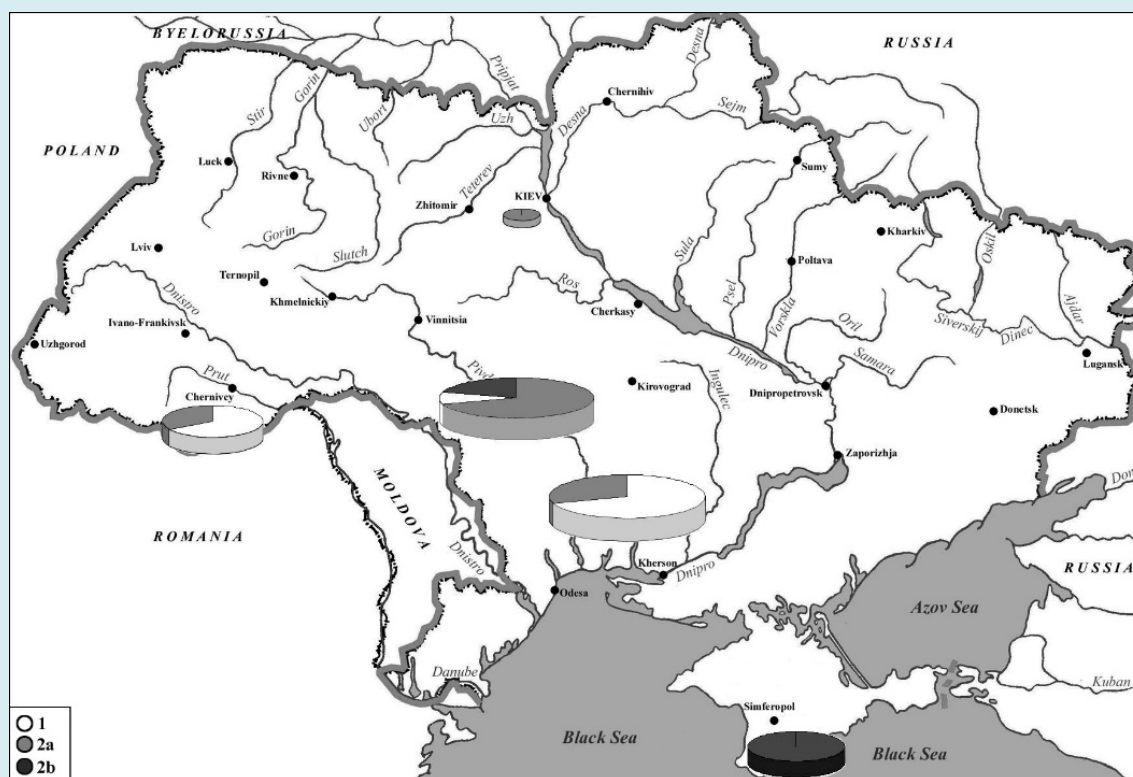 BYELORUSSIA
RUSSIA
POLAND
ROMANIA
MOLDOVA
RUSSIA
Stir
Gorin
Ubort
Pripjat
Uzh
Desna
Desna
Sejm
Chernihiv
Luck
Rivne
Zhitomir
Teterev
KIEV
Sumy
Gorin
Slutch
Sula
Psel
Vorskla
Poltava
Kharkiv
Oskil
Lviv
Ternopil
Khmelnickiy
Dnistro
Ros
Cherkasy
Oril
Siverskij
Dinec
Ajdar
Ivano-Frankivsk
Vinnitsia
Uzhgorod
Dnipro
Samara
Lugansk
Prut
Chernivcy
Kirovograd
Ingulec
Dnipropetrovsk
Donetsk
Zaporizhja
Don
Dnistro
Kherson
Dnipro
Odesa
Azov Sea
Danube
Kuban
Simferopol
Black Sea
Black Sea
1
2a
2b